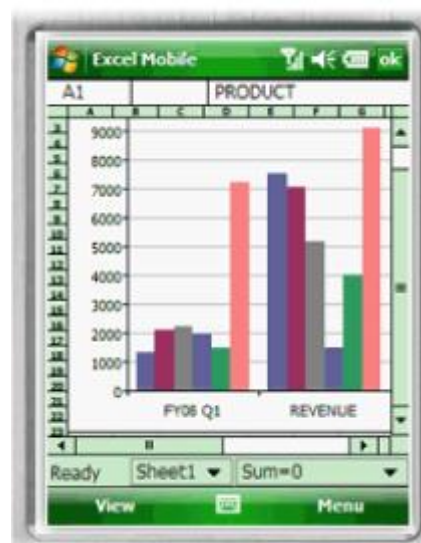 Excel Mobile ok
A1 PRODUCT
A B C D E F G
9000
8000
7000
6000
5000
4000
3000
2000
1000
0
FY06 Q1 REVENUE
Ready Sheet1 Sum=0
View Menu